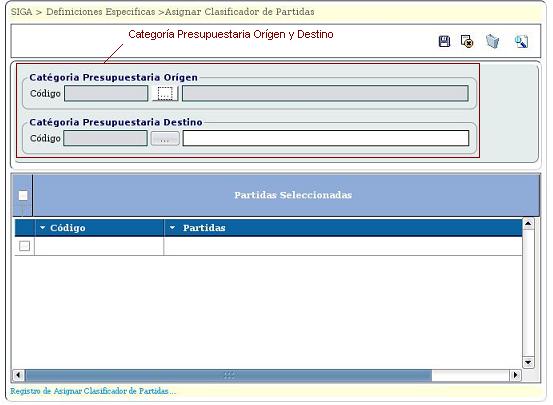 SIGA > Definiciones Especificas >Asignar Clasificador de Partidas
Categoría Presupuestaria Orígen y Destino
Catégoria Presupuestaria Orígen
Código ...
Catégoria Presupuestaria Destino
Código ...
Partidas Seleccionadas
Código Partidas
Registro de Asignar Clasificador de Partidas...